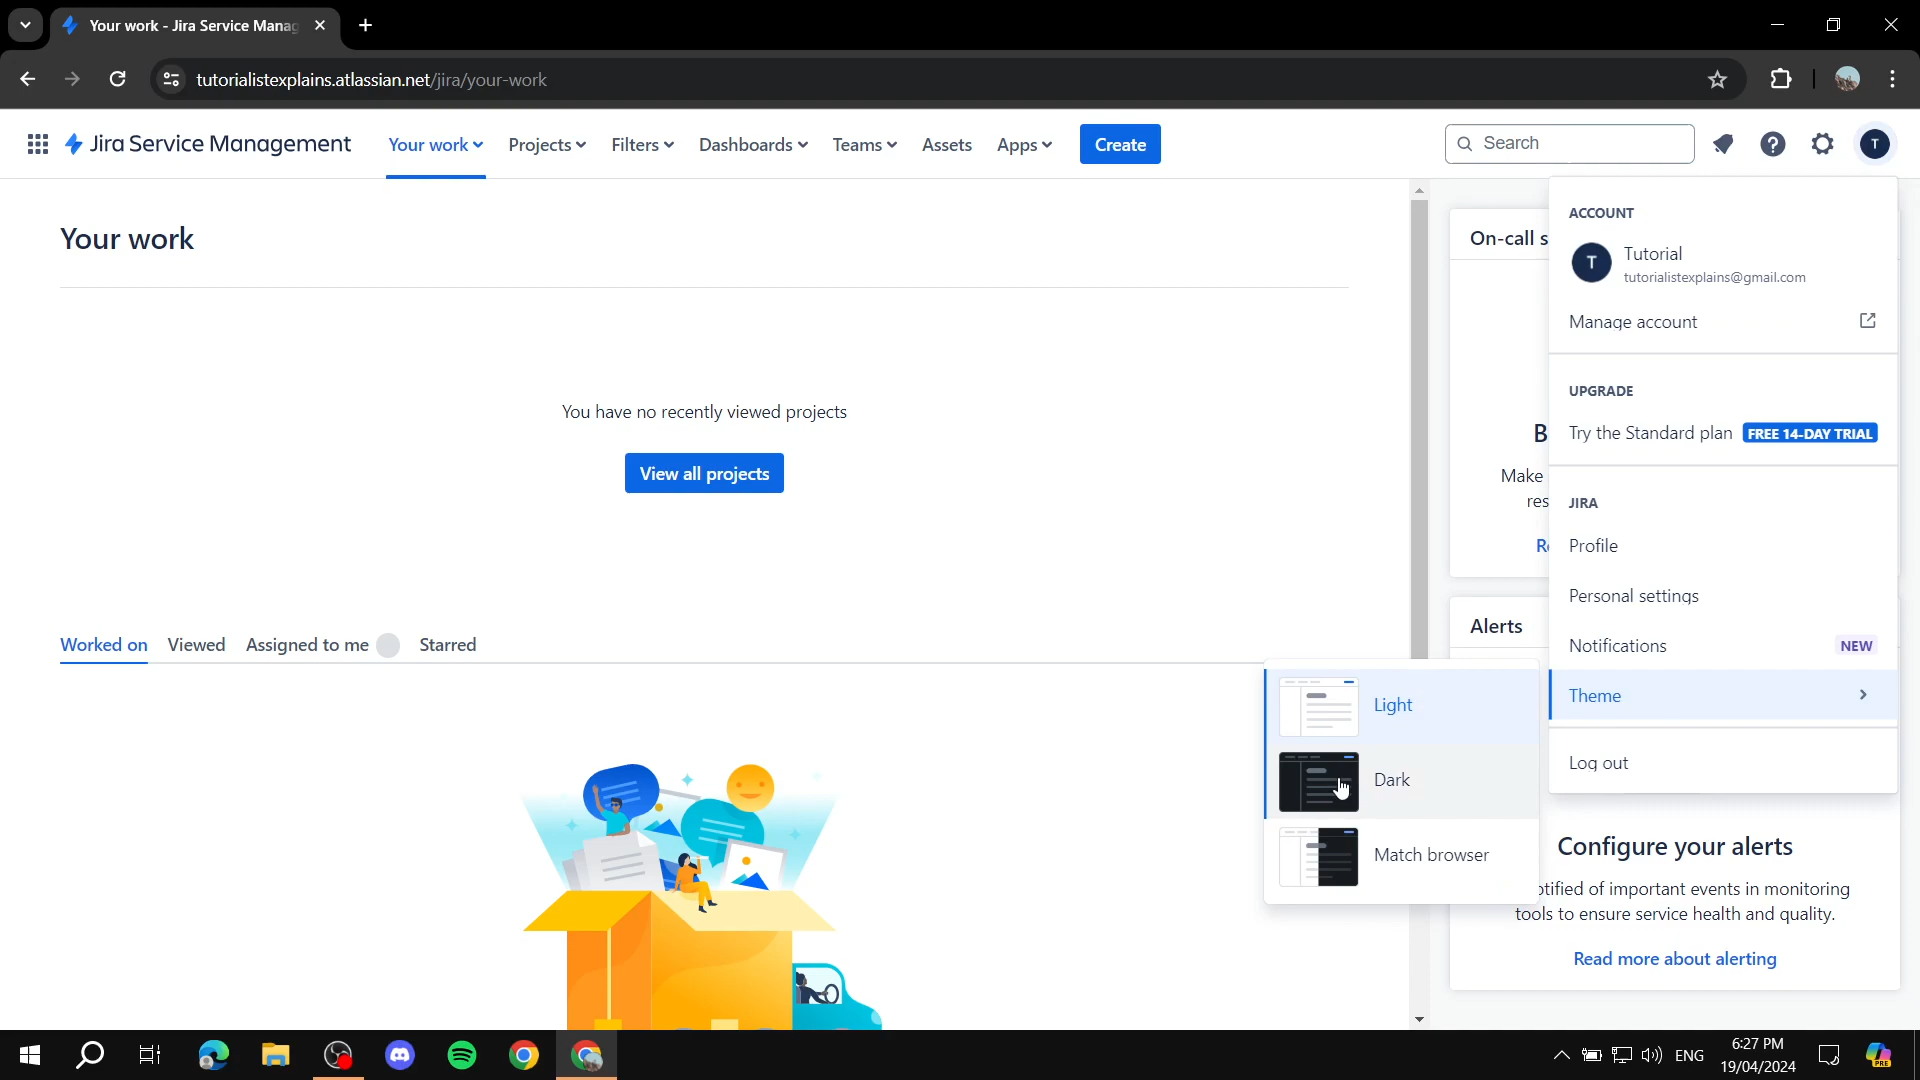 Your work - Jira Service Manag
tutorialistexplains.atlassian.net/jira/your-work
Jira Service Management
Your work
Projects
Filters
Dashboards
Teams
Assets
Apps
Create
Search
T
Your work
You have no recently viewed projects
View all projects
Worked on
Viewed
Assigned to me
Starred
On-call s
B
Make
res
Re
Alerts
ACCOUNT
T
Tutorial
tutorialistexplains@gmail.com
Manage account
UPGRADE
Try the Standard plan
FREE 14-DAY TRIAL
JIRA
Profile
Personal settings
Notifications
NEW
Theme
Log out
Light
Dark
Match browser
Configure your alerts
otified of important events in monitoring
tools to ensure service health and quality.
Read more about alerting
ENG
6:27 PM
19/04/2024
PRE